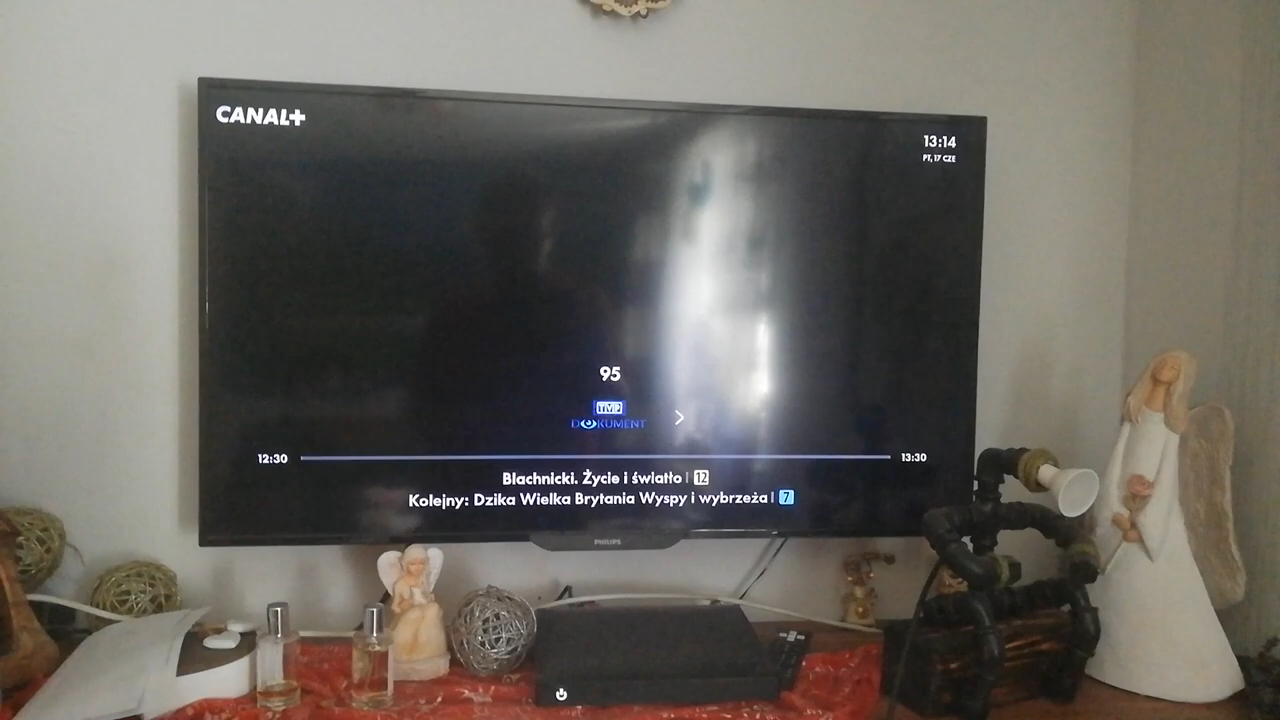 CANAL+
13:14
PT, 17 CZE
95
TVP
DOKUMENT
12:30
13:30
Blachnicki. Życie i światło | 12
Kolejny: Dzika Wielka Brytania Wyspy i wybrzeża | 7
PHILIPS